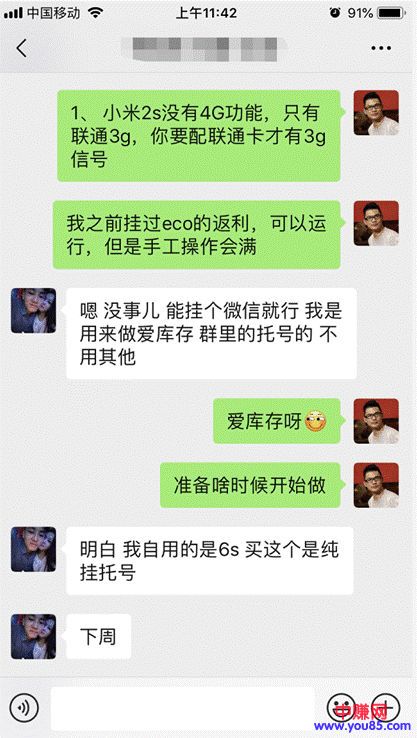 中国移动
上午11:42
91%
1、 小米2s没有4G功能，只有
联通3g，你要配联通卡才有3g
信号
我之前挂过eco的返利，可以运
行，但是手工操作会满
嗯 没事儿 能挂个微信就行 我是
用来做爱库存 群里的托号的 不
用其他
爱库存呀
准备啥时候开始做
明白 我自用的是6s 买这个是纯
挂托号
下周
中赚网
www.you85.com